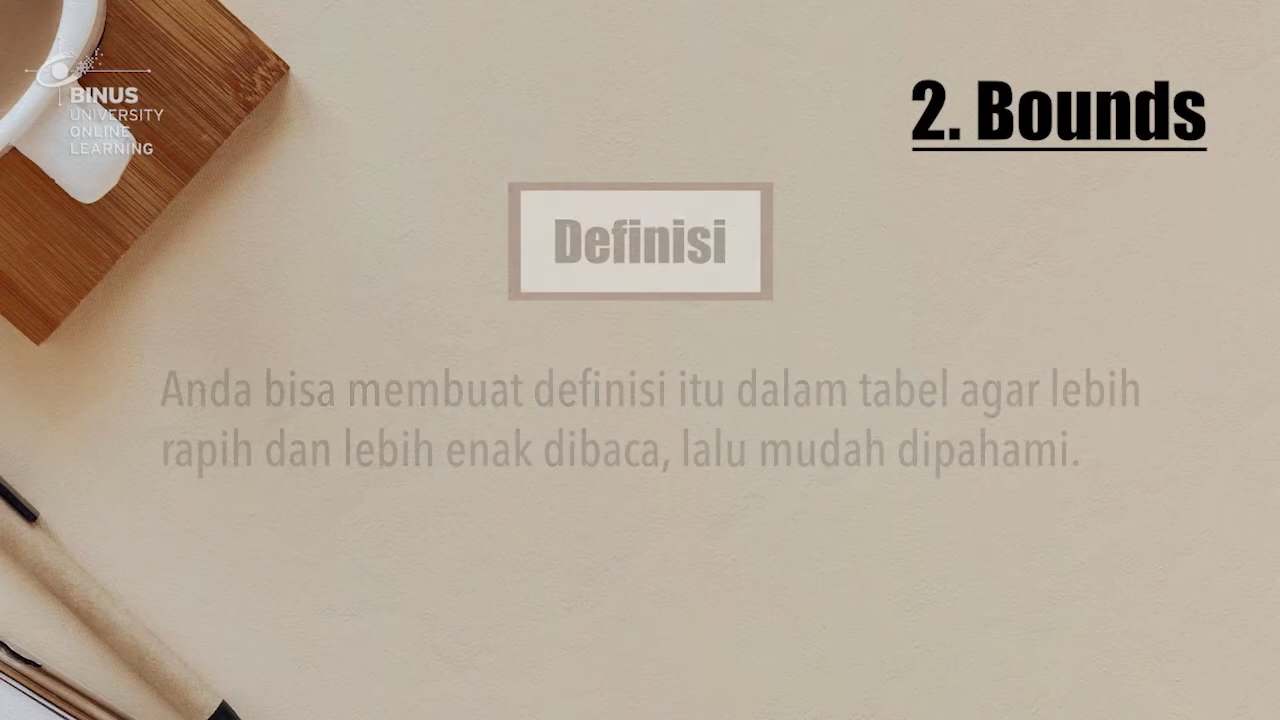 BINUS
UNIVERSITY
ONLINE
LEARNING
2. Bounds
Definisi
Anda bisa membuat definisi itu dalam tabel agar lebih
rapih dan lebih enak dibaca, lalu mudah dipahami.